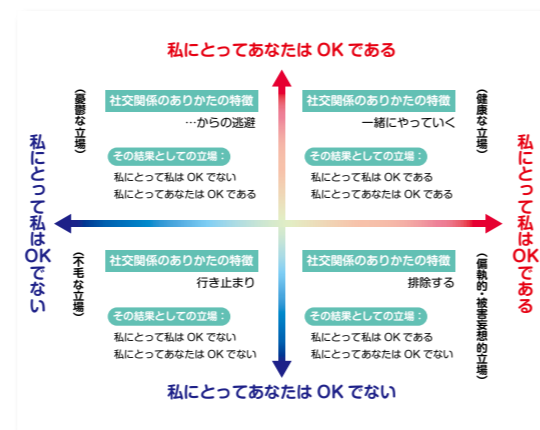 私にとってあなたは OK である
(憂鬱な立場)
社交関係のありかたの特徴
…からの逃避
その結果としての立場：
私にとって私は OK でない
私にとってあなたは OK である
社交関係のありかたの特徴
一緒にやっていく
その結果としての立場：
私にとって私は OK である
私にとってあなたは OK である
(健康な立場)
私にとって私はOKでない
私にとって私はOKである
(不毛な立場)
社交関係のありかたの特徴
行き止まり
その結果としての立場：
私にとって私は OK でない
私にとってあなたは OK でない
社交関係のありかたの特徴
排除する
その結果としての立場：
私にとって私は OK である
私にとってあなたは OK でない
(偏執的・被害妄想的立場)
私にとってあなたは OK でない